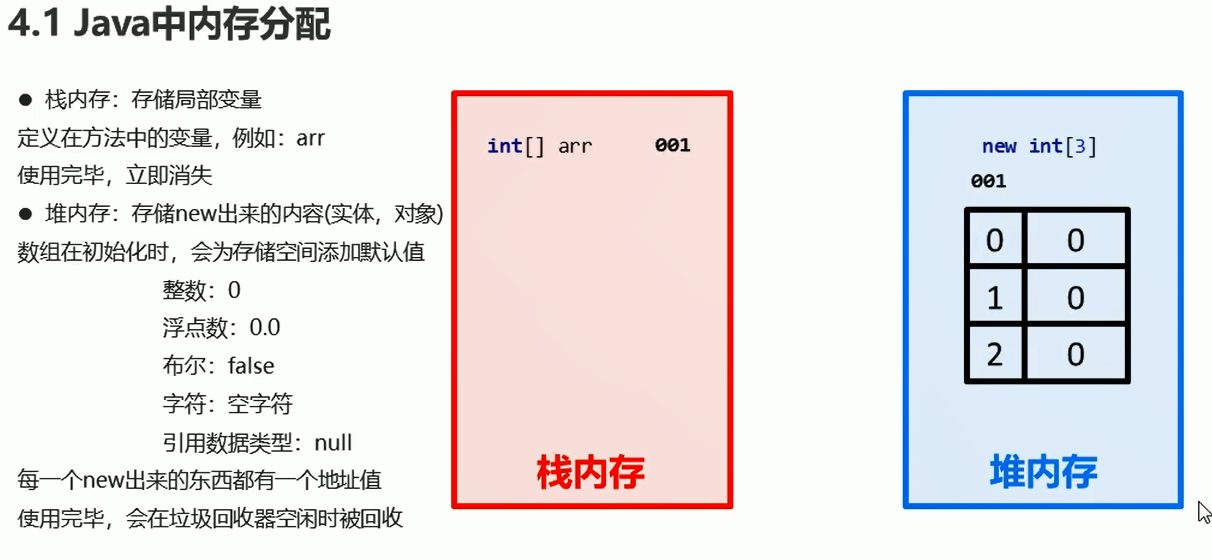 4.1 Java中内存分配
● 栈内存：存储局部变量
定义在方法中的变量，例如：arr
使用完毕，立即消失
● 堆内存：存储new出来的内容(实体，对象)
数组在初始化时，会为存储空间添加默认值
整数：0
浮点数：0.0
布尔：false
字符：空字符
引用数据类型：null
每一个new出来的东西都有一个地址值
使用完毕，会在垃圾回收器空闲时被回收
int[] arr 001
栈内存
new int[3]
001
0 0
1 0
2 0
堆内存